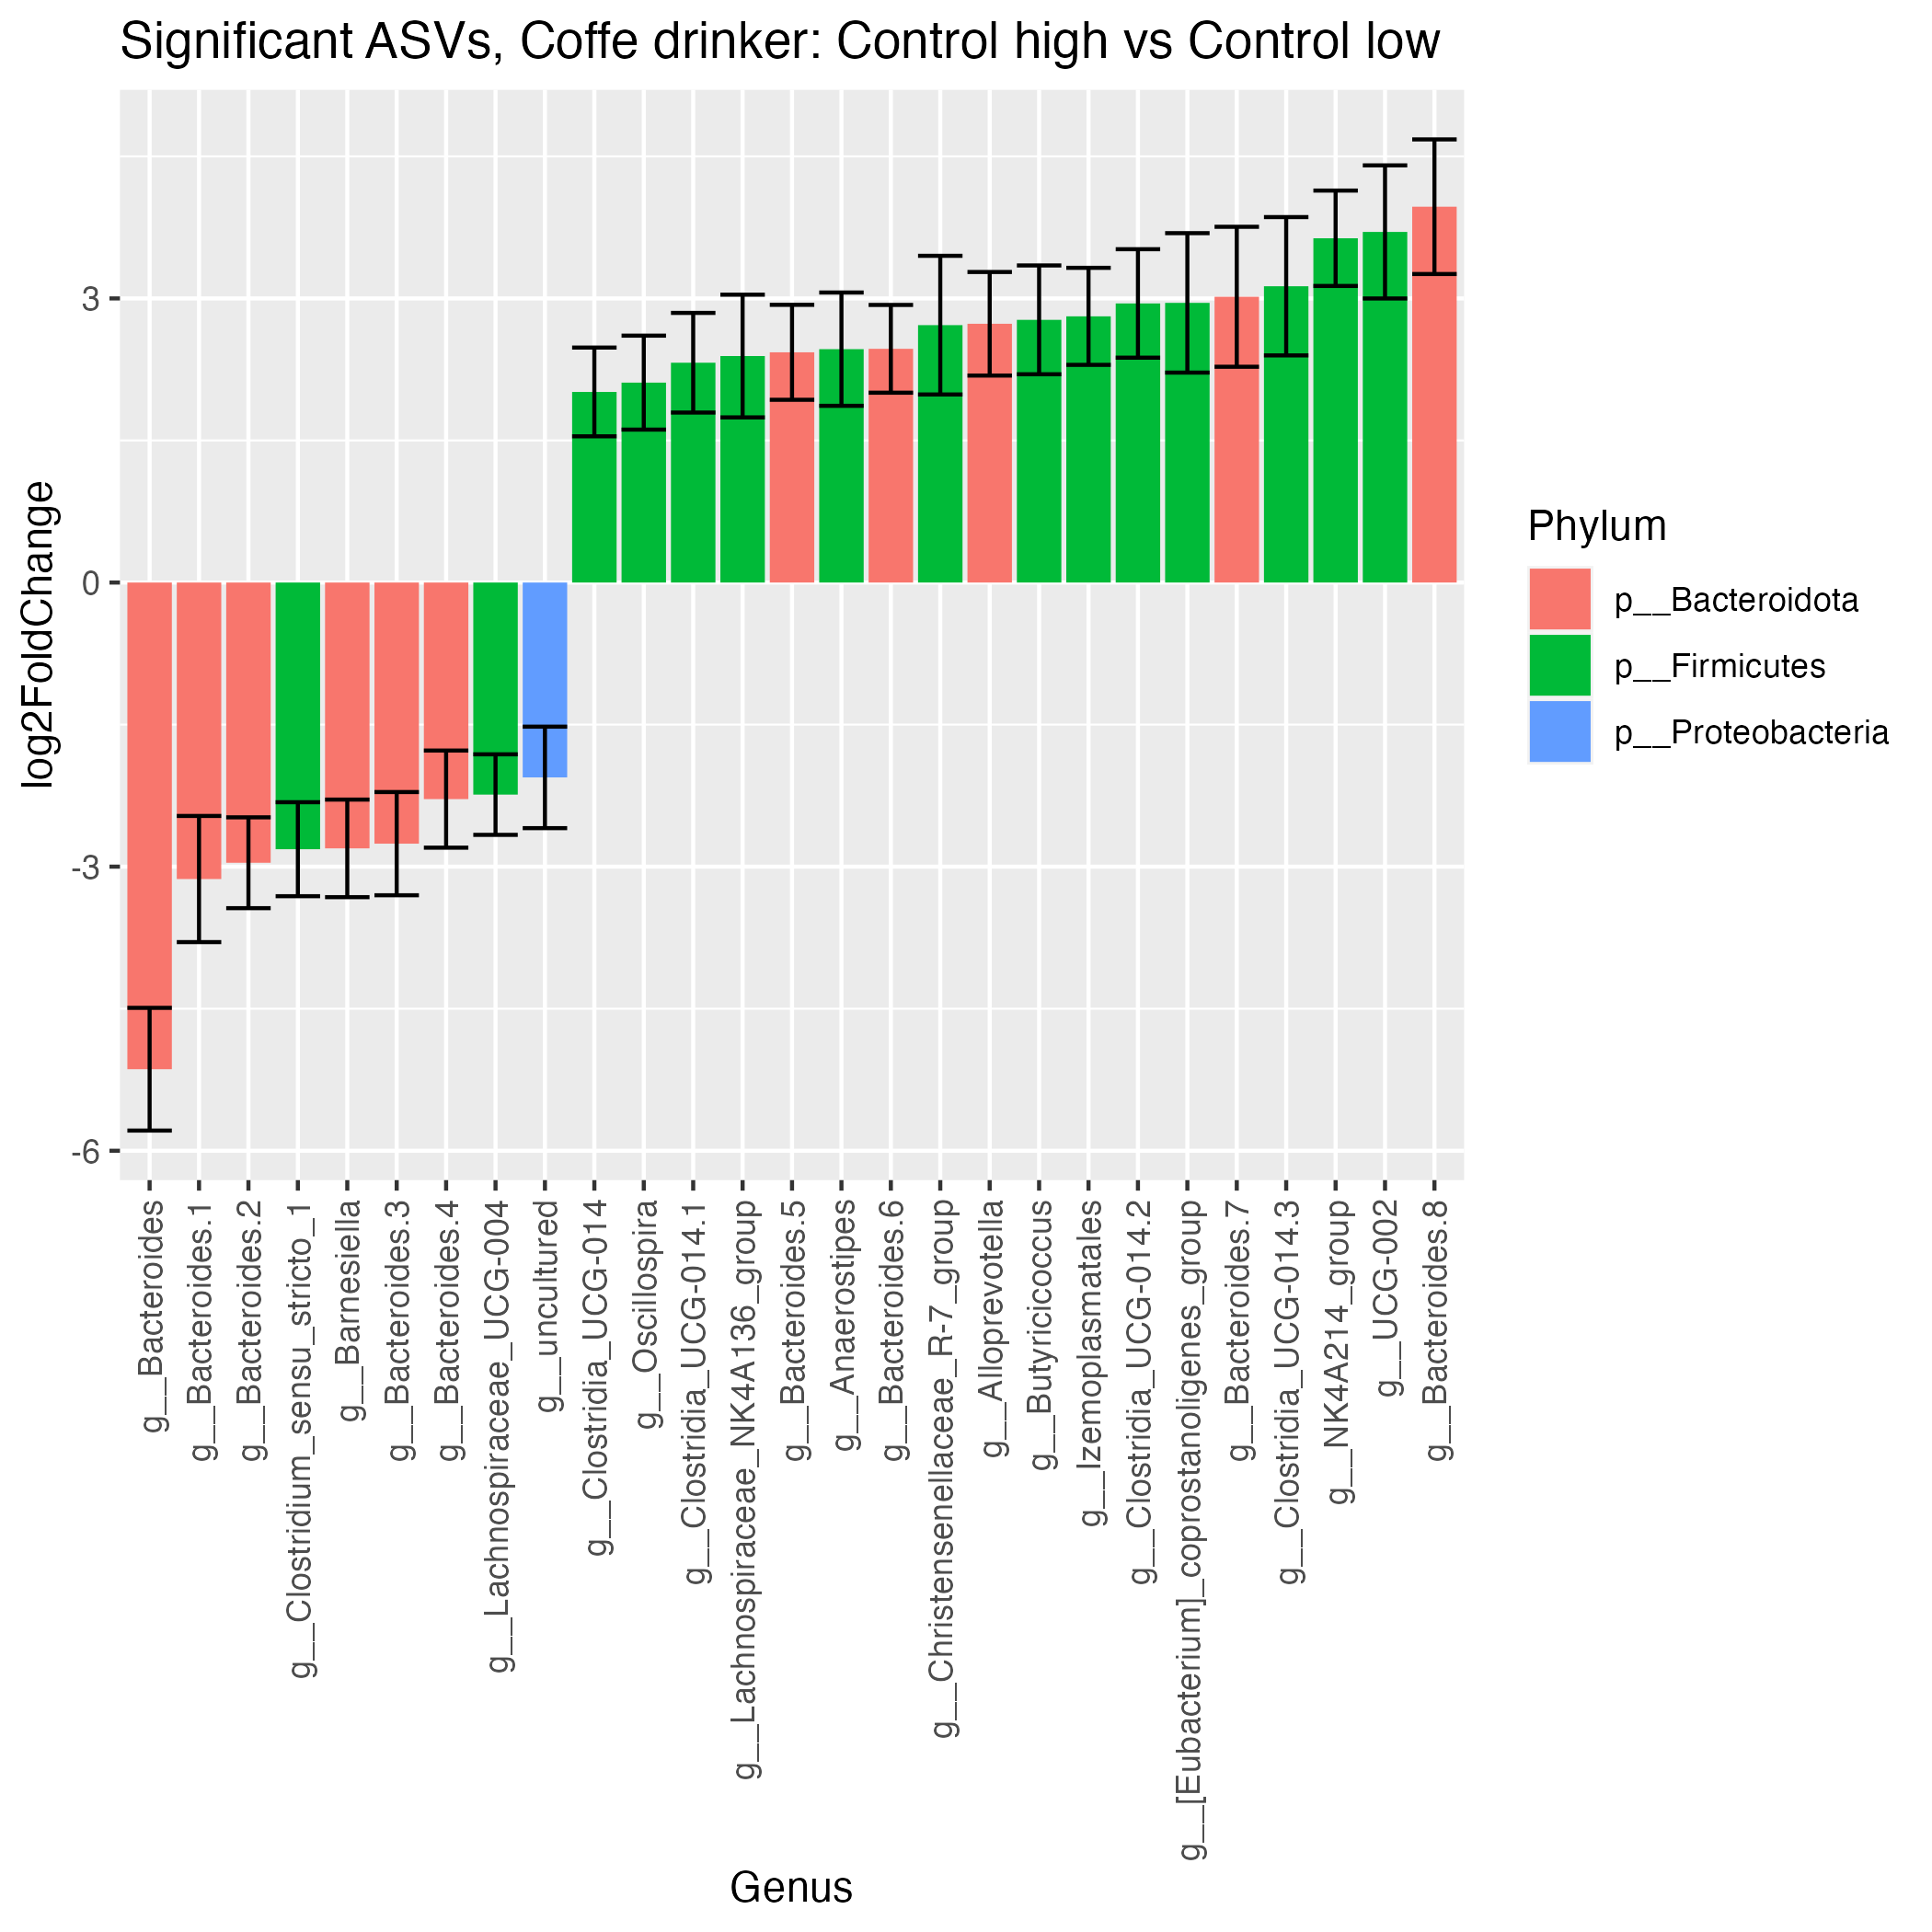 Significant ASVs, Coffe drinker: Control high vs Control low
log2FoldChange
3
0
-3
-6
g__Bacteroides
g__Bacteroides.1
g__Bacteroides.2
g__Clostridium_sensu_stricto_1
g__Barnesiella
g__Bacteroides.3
g__Bacteroides.4
g__Lachnospiraceae_UCG-004
g__uncultured
g__Clostridia_UCG-014
g__Oscillospira
g__Clostridia_UCG-014.1
g__Lachnospiraceae_NK4A136_group
g__Bacteroides.5
g__Anaerostipes
g__Bacteroides.6
g__Christensenellaceae_R-7_group
g__Alloprevotella
g__Butyricicoccus
g__Izemoplasmatales
g__Clostridia_UCG-014.2
g__[Eubacterium]_coprostanoligenes_group
g__Bacteroides.7
g__Clostridia_UCG-014.3
g__NK4A214_group
g__UCG-002
g__Bacteroides.8
Genus
Phylum
p__Bacteroidota
p__Firmicutes
p__Proteobacteria